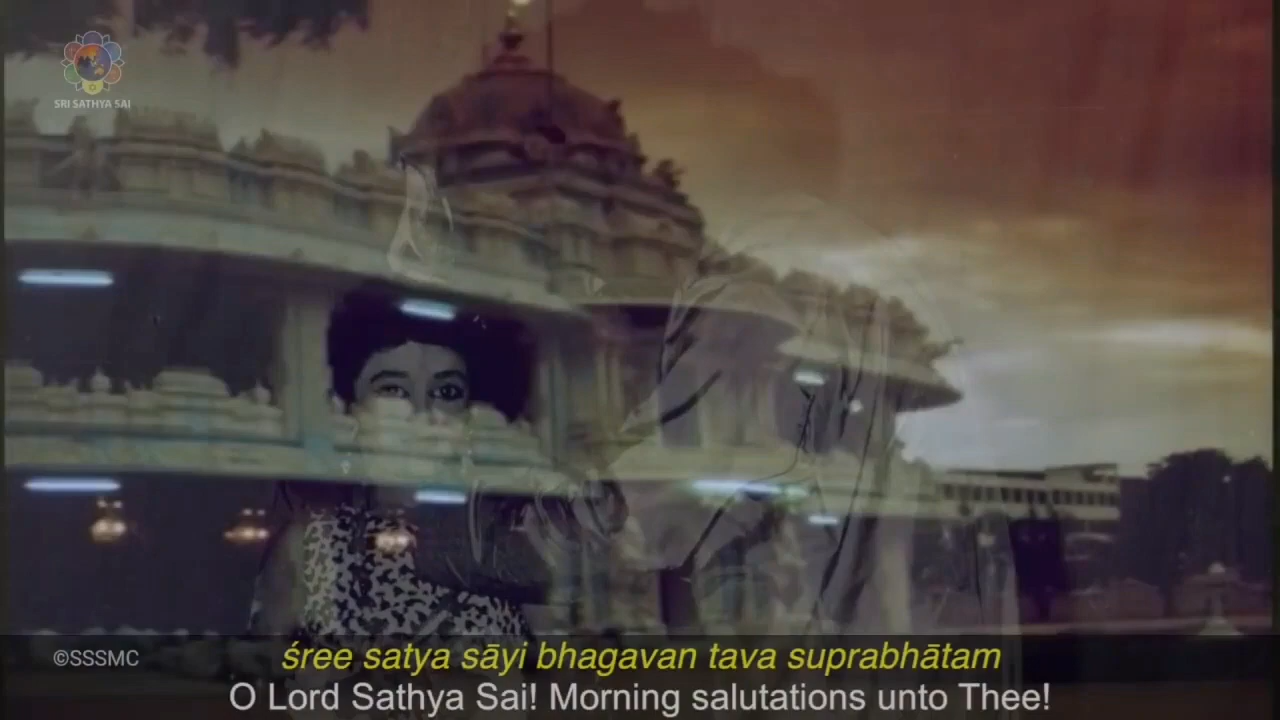 SRI SATHYA SAI
©SSSMC
śree satya sāyi bhagavan tava suprabhātam
O Lord Sathya Sai! Morning salutations unto Thee!